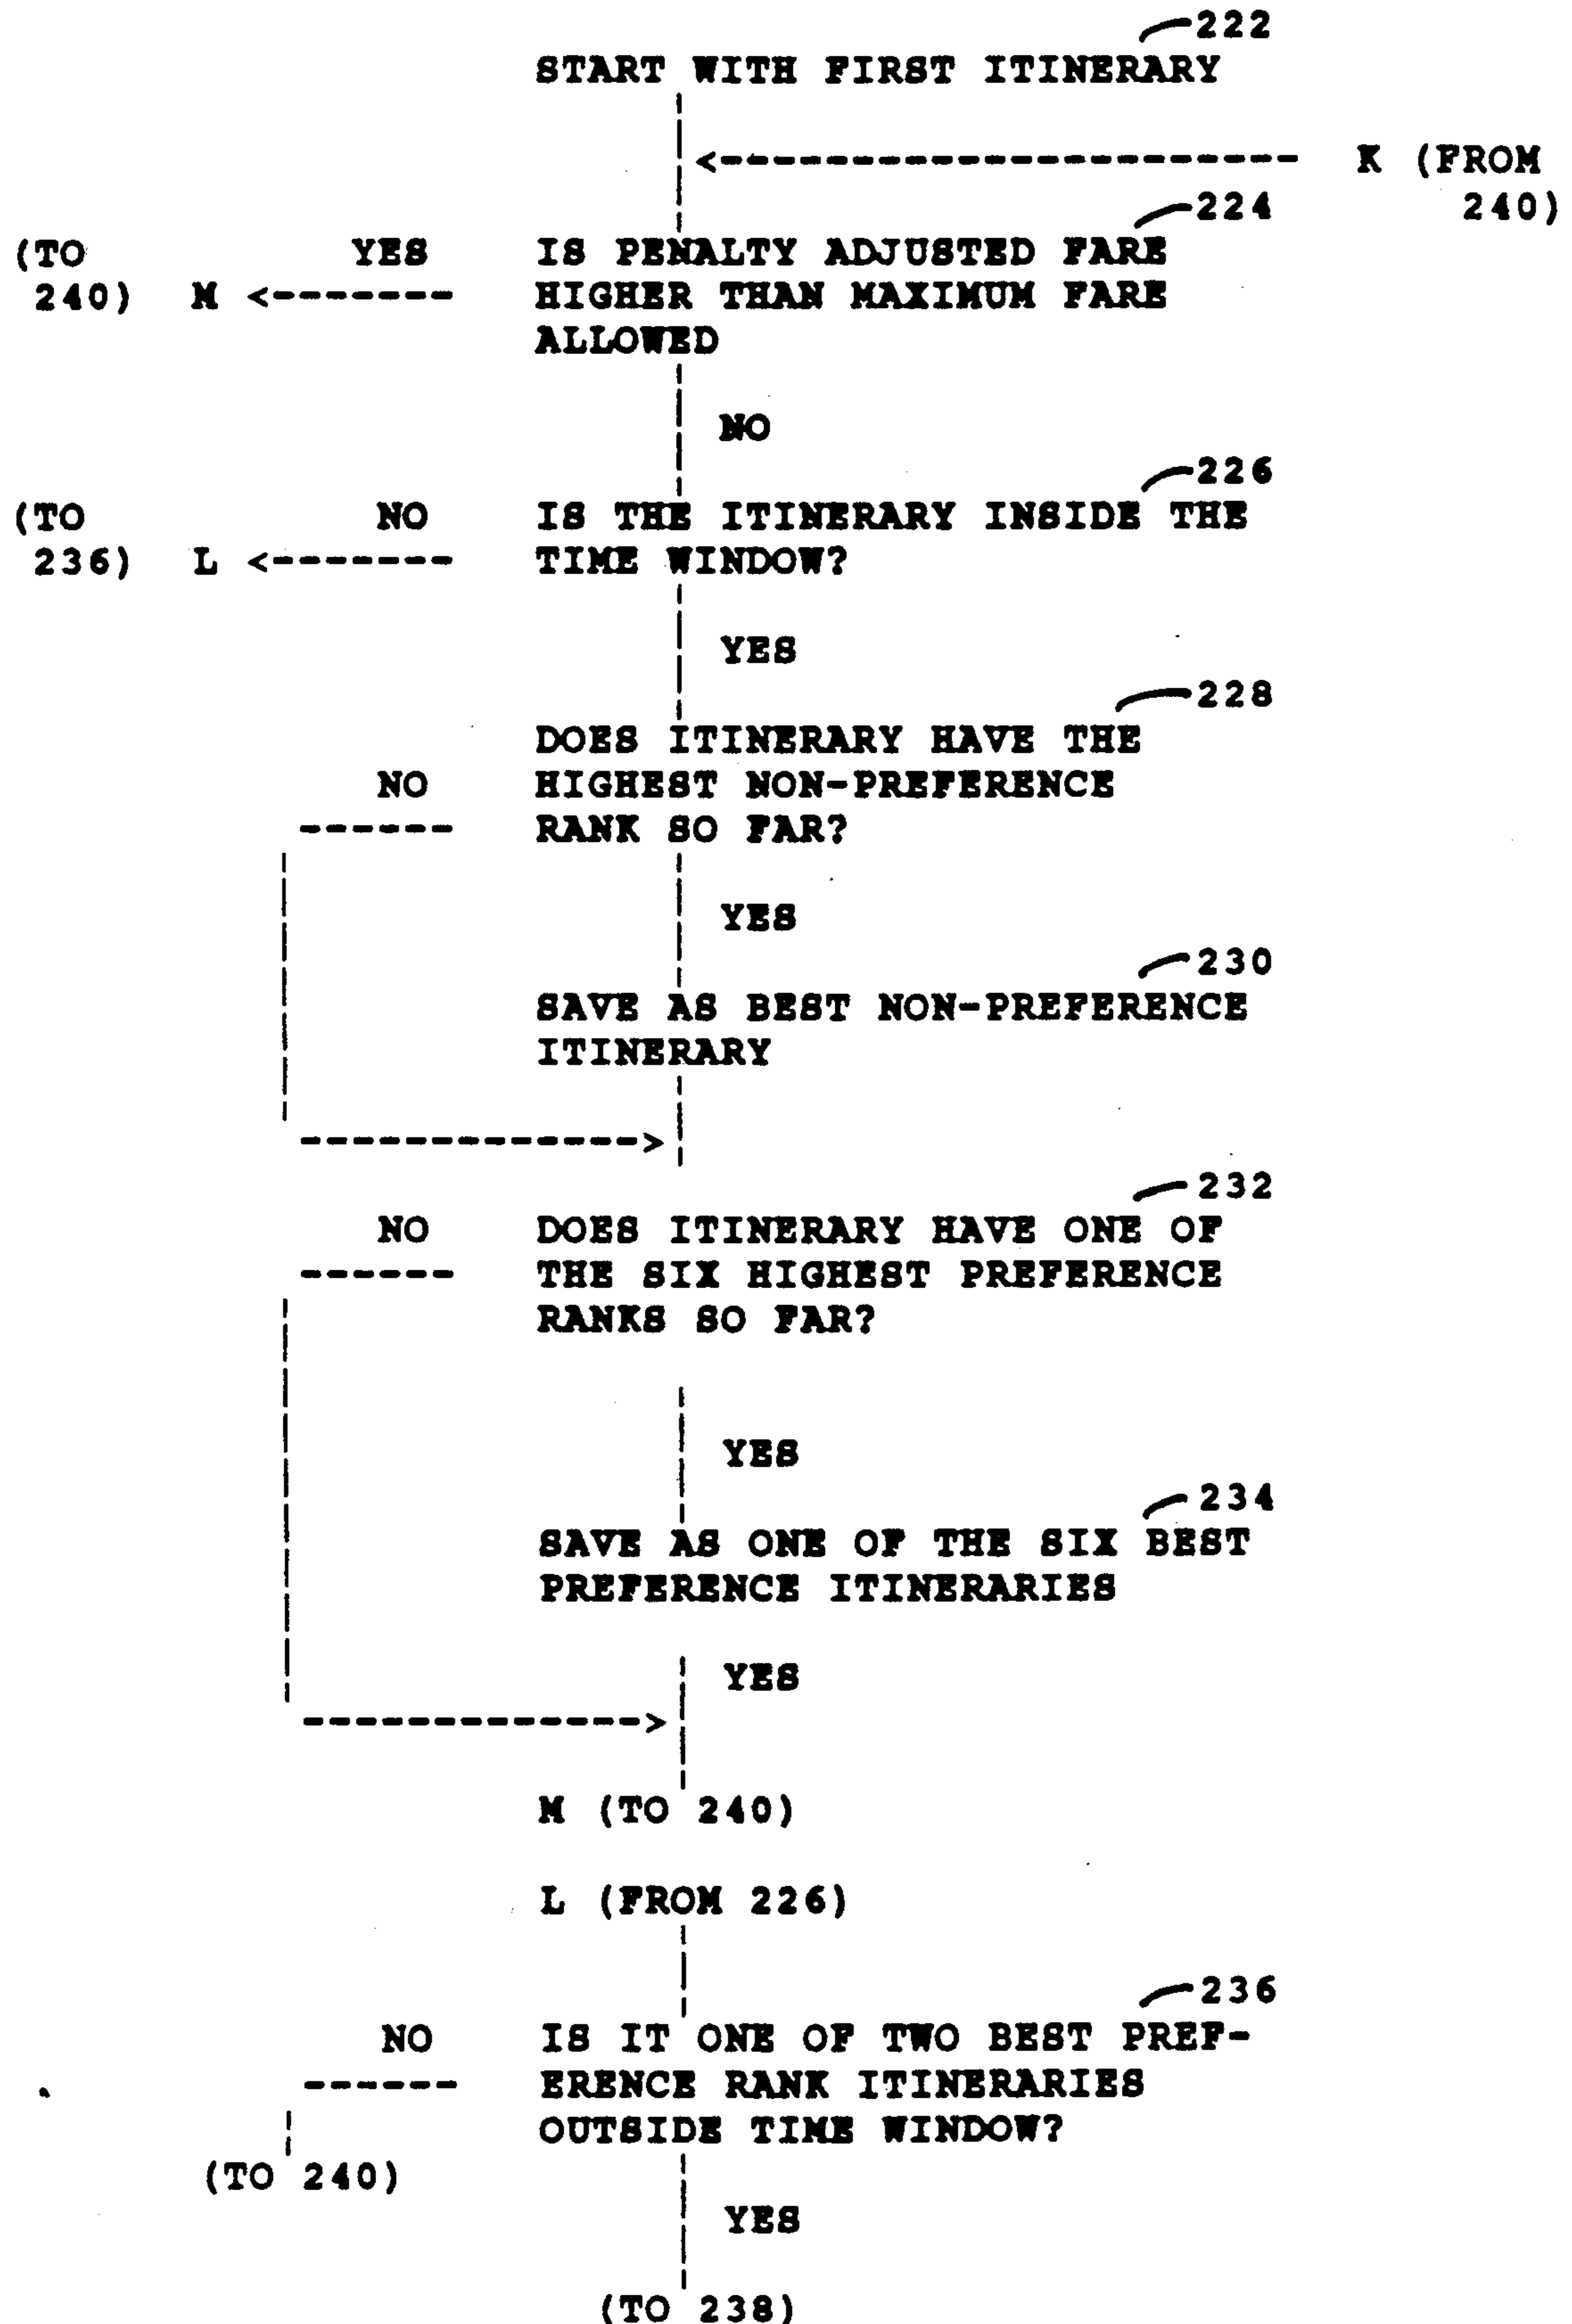 222
START WITH FIRST ITINERARY
<---------------------- K (FROM
240)
224
(TO YES IS PENALTY ADJUSTED FARE
240) M <-------- HIGHER THAN MAXIMUM FARE
ALLOWED
NO
226
(TO NO IS THE ITINERARY INSIDE THE
236) L <-------- TIME WINDOW?
YES
228
DOES ITINERARY HAVE THE
NO HIGHEST NON-PREFERENCE
------ RANK SO FAR?
YES
230
SAVE AS BEST NON-PREFERENCE
ITINERARY
------------->
232
NO DOES ITINERARY HAVE ONE OF
------ THE SIX HIGHEST PREFERENCE
RANKS SO FAR?
YES
234
SAVE AS ONE OF THE SIX BEST
PREFERENCE ITINERARIES
YES
------------->
M (TO 240)
L (FROM 226)
236
NO IS IT ONE OF TWO BEST PREF-
------ ERENCE RANK ITINERARIES
OUTSIDE TIME WINDOW?
(TO 240)
YES
(TO 238)